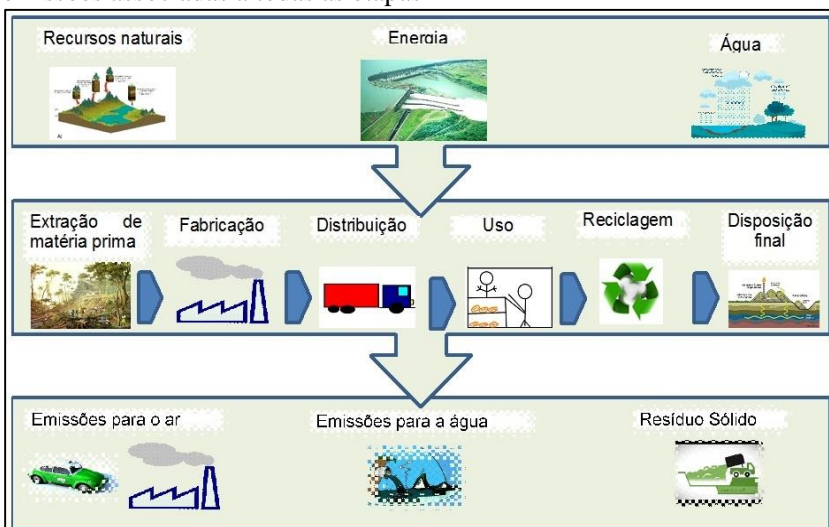 Recursos naturais
Energia
Água
Extração de
matéria prima
Fabricação
Distribuição
Uso
Reciclagem
Disposição
final
Emissões para o ar
Emissões para a água
Resíduo Sólido